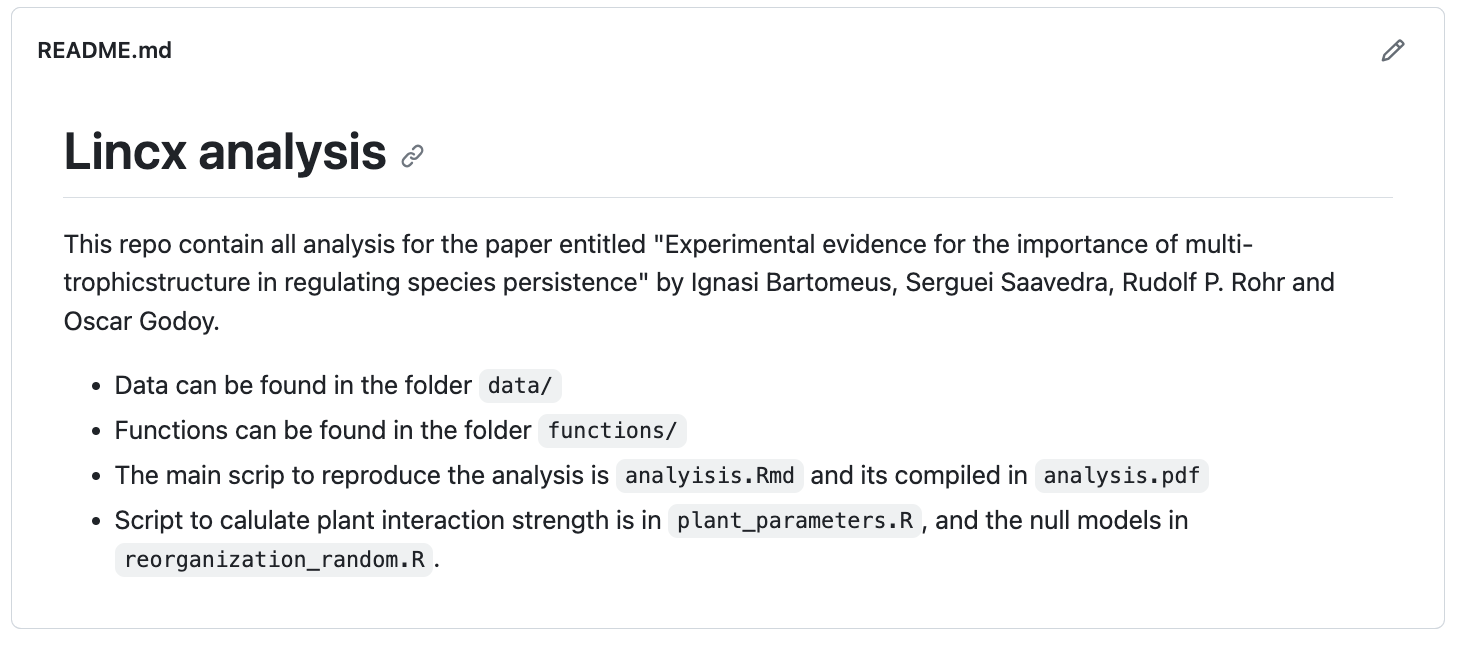 README.md
Lincx analysis
This repo contain all analysis for the paper entitled "Experimental evidence for the importance of multi-
trophicstructure in regulating species persistence" by Ignasi Bartomeus, Serguei Saavedra, Rudolf P. Rohr and
Oscar Godoy.
• Data can be found in the folder data/
• Functions can be found in the folder functions/
• The main scrip to reproduce the analysis is analyisis.Rmd and its compiled in analysis.pdf
• Script to calulate plant interaction strength is in plant_parameters.R, and the null models in
reorganization_random.R.